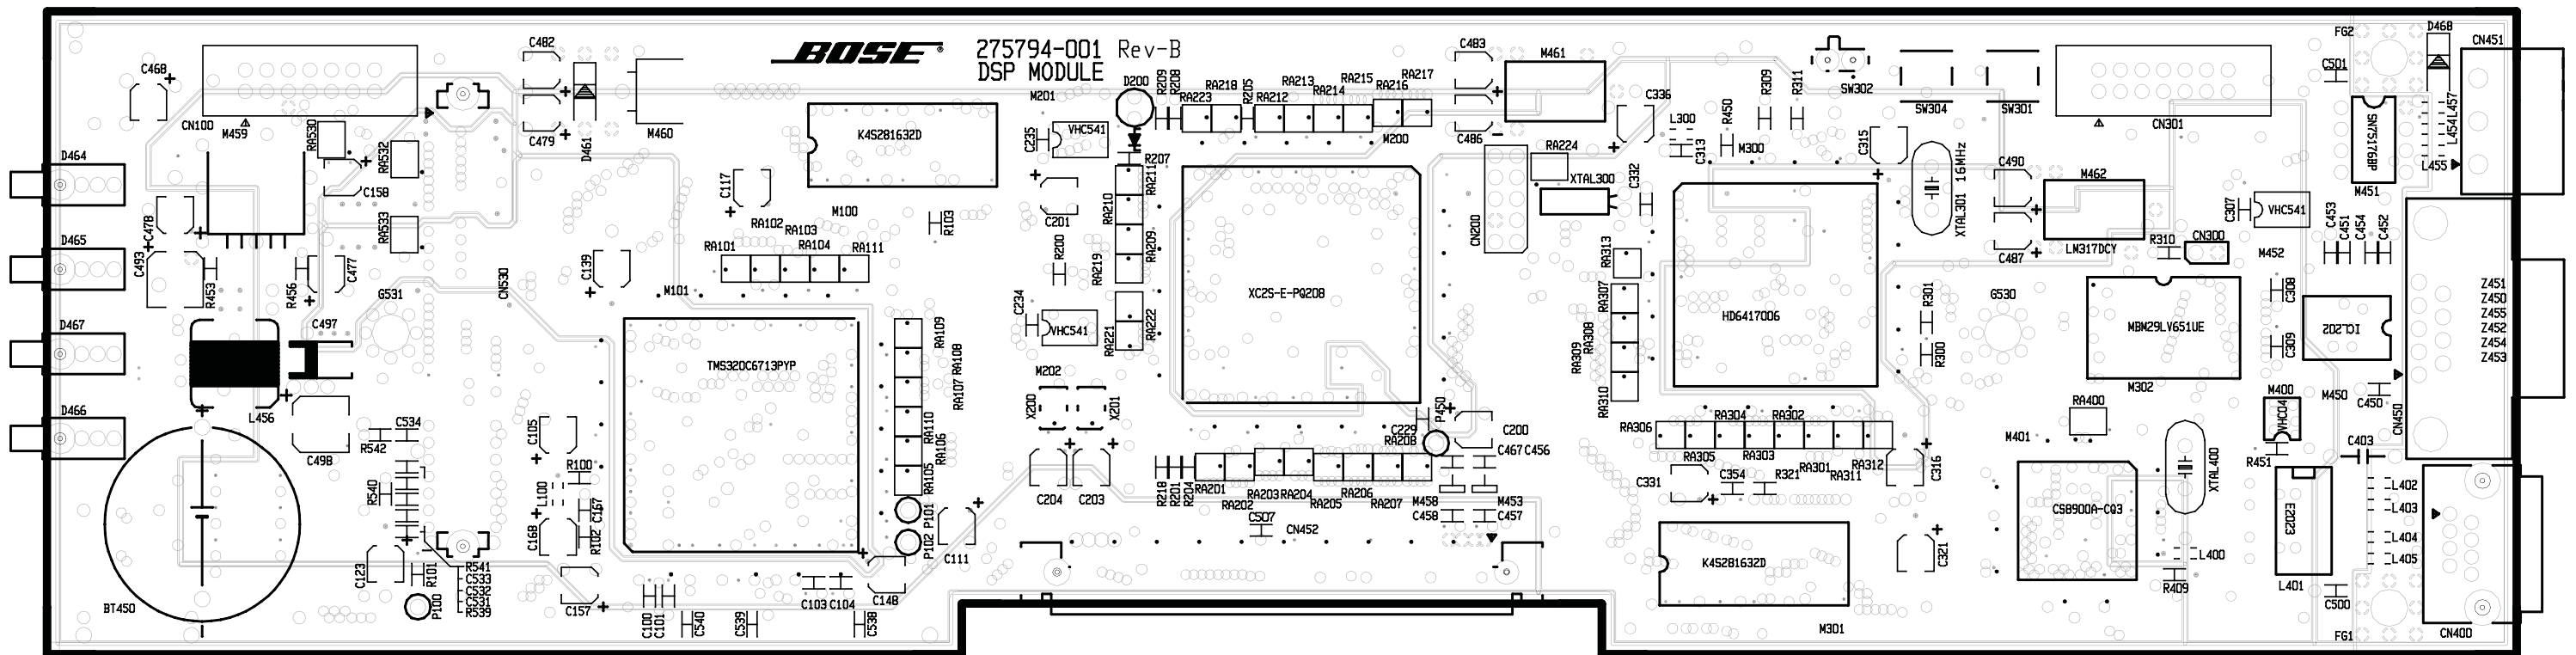 BOSE®
275794-001 Rev-B
DSP MODULE
C468
CN100
M459
RA530
RA532
C158
RA533
D464
D465
D467
D466
C478
C493
R453
R456
C477
C497
L456
G531
CN530
C498
R542
C534
R540
BT450
C123
R101
P100
R541
C533
C532
C531
R539
C482
C479
D461
M460
C117
K4S281632D
M100
R103
RA102
RA103
RA101
RA104
RA111
C139
M101
TMS320C6713PYP
RA109
RA108
RA107
RA110
RA106
RA105
C105
R100
L100
C167
C168
R102
P101
P102
C111
C148
C157
C103
C104
C100
C101
C540
C539
C538
M201
D200
C235
VHC541
R207
C201
R200
RA211
RA210
RA209
RA219
C234
VHC541
RA221
RA222
M202
X200
X201
C204
C203
R209
R208
RA223
RA218
R205
RA212
RA213
RA214
RA215
RA216
RA217
M200
XC2S-E-PQ208
R218
R201
R204
RA201
RA202
RA203
RA204
RA205
RA206
RA207
RA208
C229
P450
C200
C467
C456
M458
M453
C458
C457
C507
CN452
C483
C486
M461
CN200
RA224
XTAL300
C332
C336
L300
C313
R450
M300
R309
R311
SW302
SW304
SW301
C315
XTAL301 16MHz
HD6417006
RA313
RA307
RA308
RA309
RA310
RA306
RA304
RA302
RA305
RA303
RA301
RA311
RA312
C331
C354
R321
C316
K4S281632D
M301
C321
R301
R300
G530
C490
C487
M462
LM317DCY
R310
CN300
CN301
MBM29LV651UE
M302
M401
RA400
XTAL400
CS8900A-CQ3
L400
R409
FG2
C501
D468
CN451
SN75176BP
M451
L457
L454
L455
C307
VHC541
M452
C453
C451
C454
C452
C308
C309
ICL202
M450
C450
CN450
Z451
Z450
Z455
Z452
Z454
Z453
M400
VHC04
R451
C403
E2023
L401
L402
L403
L404
L405
C500
FG1
CN400